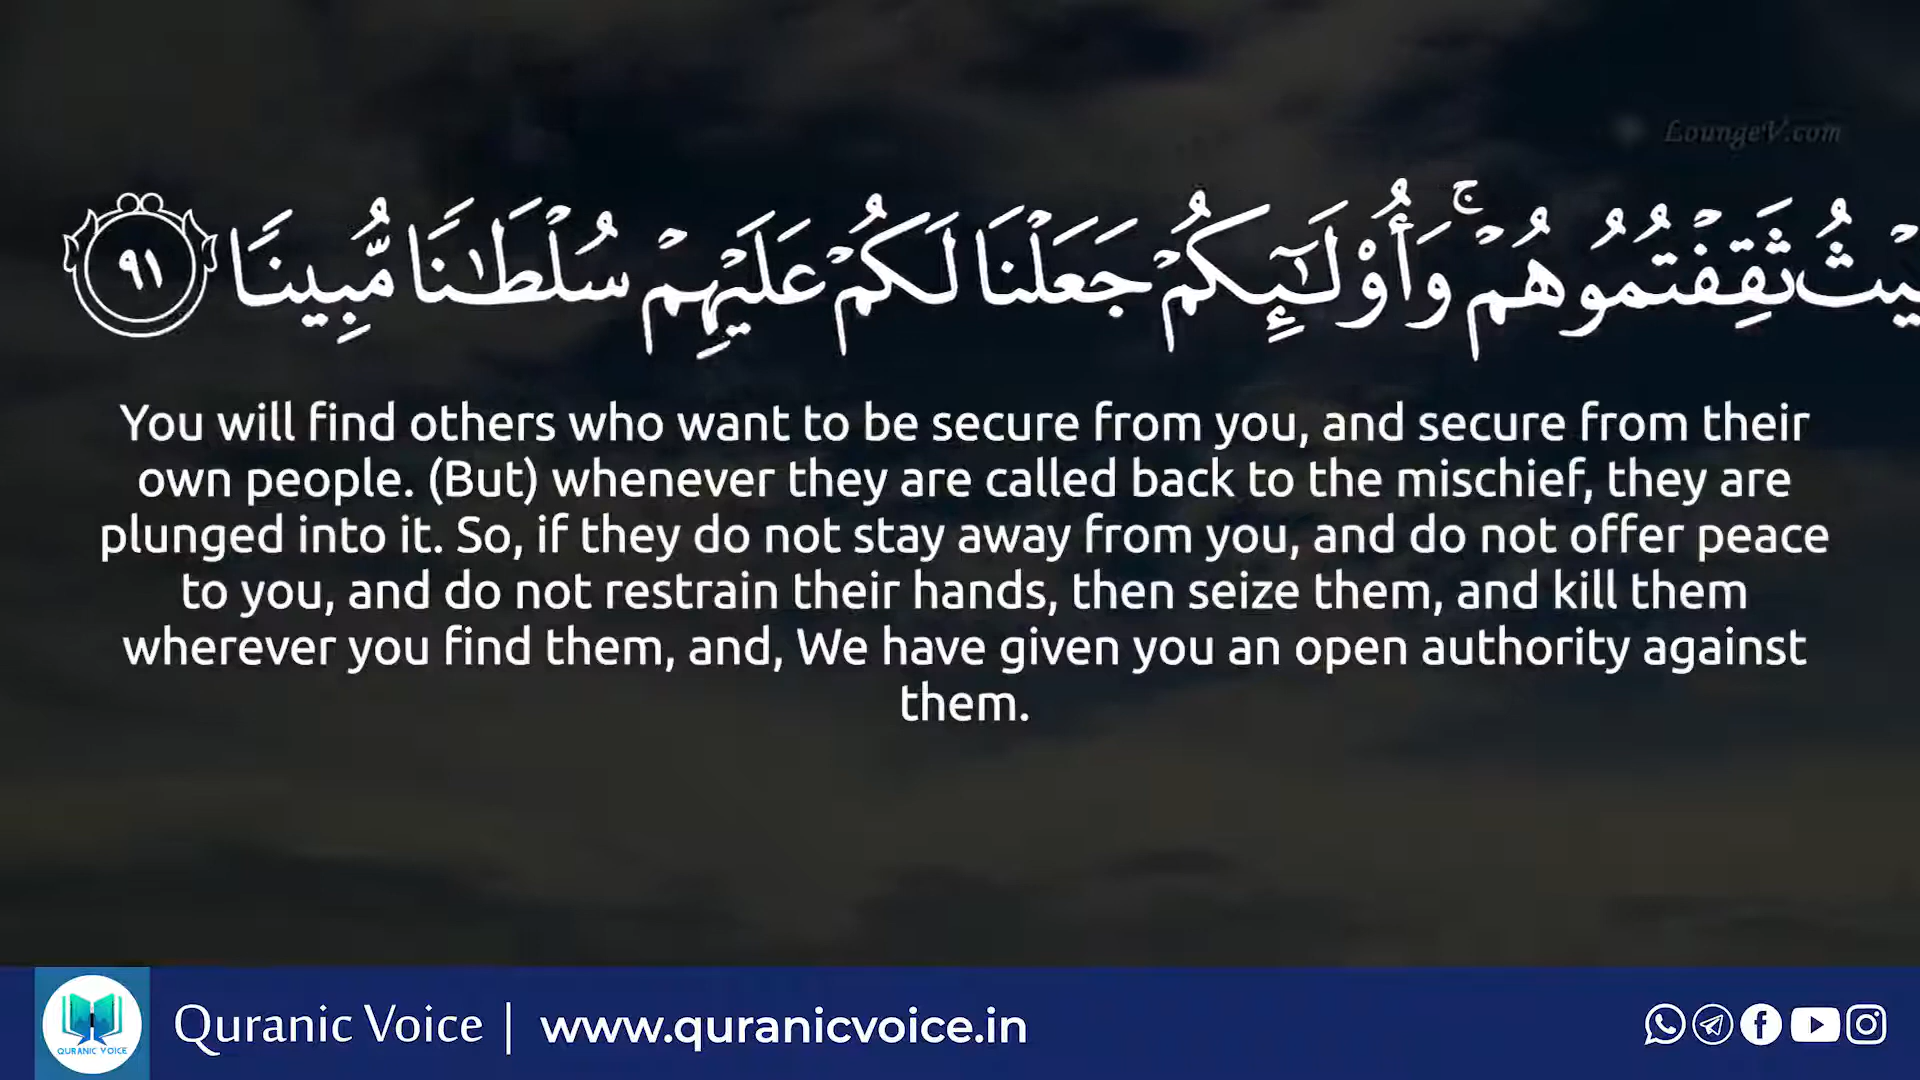 LoungeV.com
ثَقِفْتُمُوهُمْ ۚ وَأُو۟لَـٰٓئِكُمْ جَعَلْنَا لَكُمْ عَلَيْهِمْ سُلْطَـٰنًا مُّبِينًا ٩١
You will find others who want to be secure from you, and secure from their
own people. (But) whenever they are called back to the mischief, they are
plunged into it. So, if they do not stay away from you, and do not offer peace
to you, and do not restrain their hands, then seize them, and kill them
wherever you find them, and, We have given you an open authority against
them.
QURANIC VOICE
Quranic Voice | www.quranicvoice.in